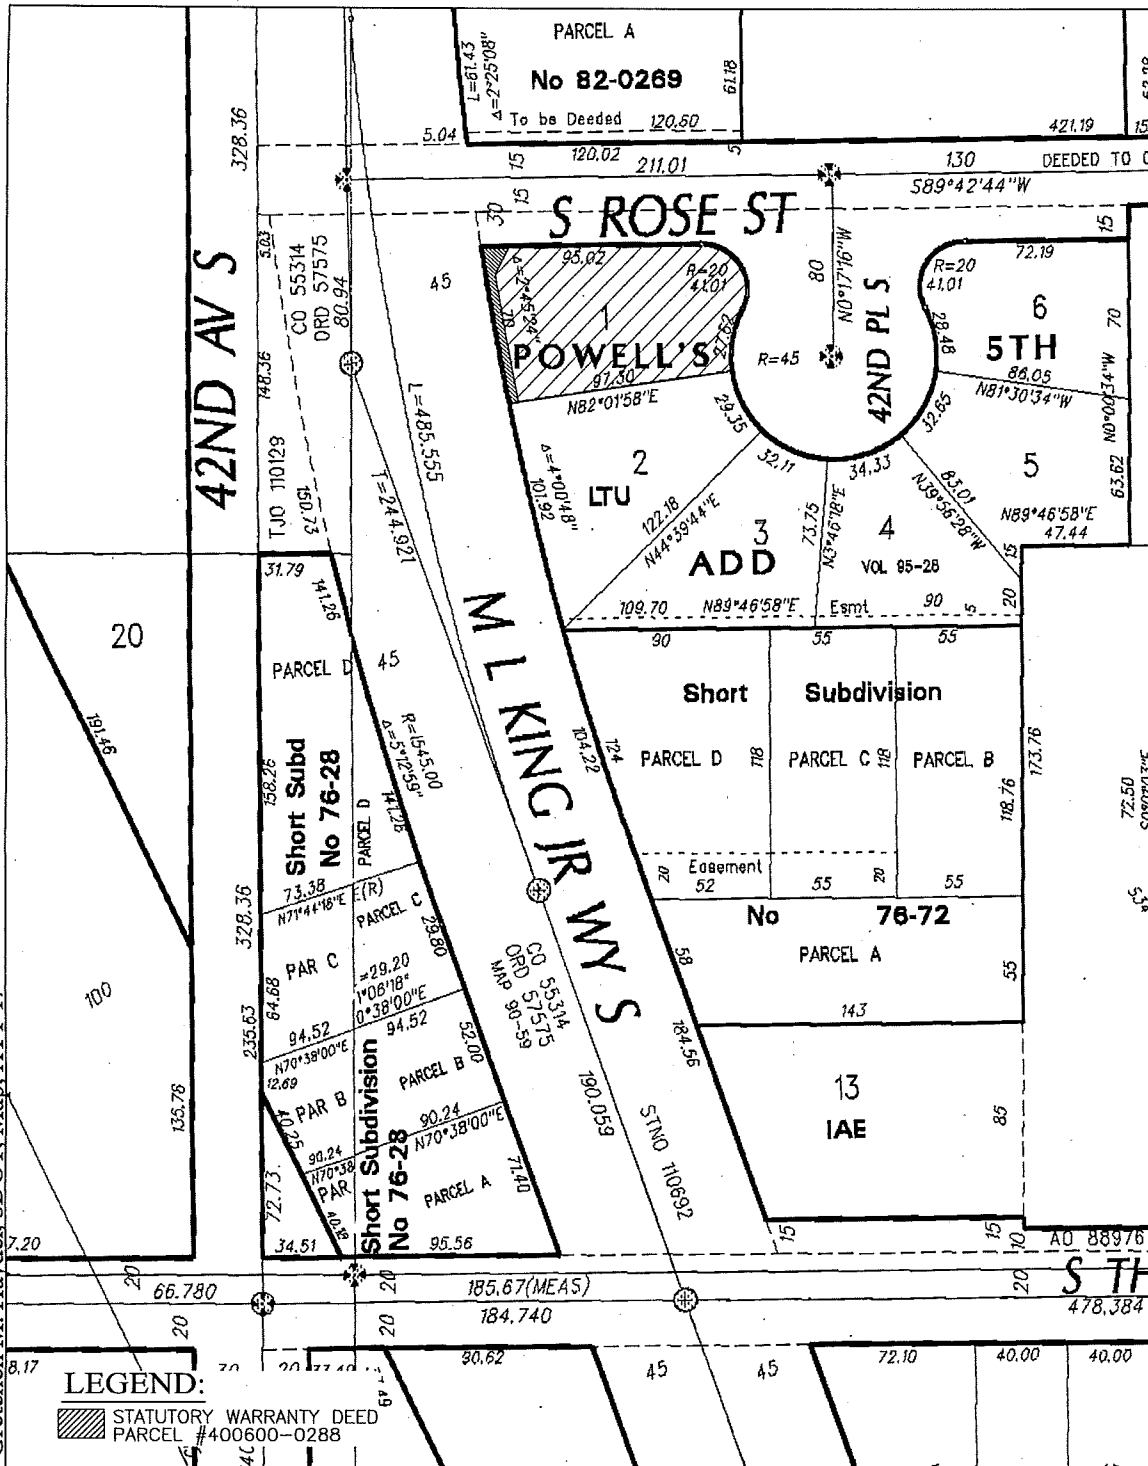 PARCEL A
No 82-0269
L=61.43
Δ=2°25'08"
61.18
To be Deeded 120.60
5.04
15
120.02
211.01
5
421.19
15
130
DEEDED TO
S89°42'44"W
328.36
S ROSE ST
30
15
15
5.03
CO 55314
ORD 57575
80.94
45
95.02
R=20
41.01
Δ=2°45'24"
70
1
POWELL'S
27.62
97.30
N82°01'58"E
R=45
80
N0°17'16"W
42ND PL S
R=20
41.01
28.48
72.19
6
5TH
86.05
N81°30'34"W
70
N0°00'34"W
42ND AV S
148.36
TJO 110129
150.73
L=485.555
T=244.921
29.35
32.11
34.33
32.65
2
LTU
Δ=4°00'48"
101.92
122.18
N44°39'44"E
3
ADD
73.75
N3°46'18"E
4
VOL 95-28
83.01
N39°56'28"W
5
63.62
N89°46'58"E
47.44
15
20
109.70
N89°46'58"E
Esmt
90
5
31.79
141.26
20
191.46
PARCEL D
45
M L KING JR WY S
90
55
55
Short Subdivision
PARCEL D
118
PARCEL C
118
PARCEL B
104.22
124
173.76
118.76
72.50
R=1545.00
Δ=5°12'59"
141.26
158.26
Short Subd
No 76-28
PARCEL D
73.38
N71°44'18"E
E(R)
PARCEL C
29.80
Easement
20
52
55
20
55
No 76-72
PARCEL A
58
55
143
328.36
100
PAR C
64.68
235.63
=29.20
1°06'18"
0°38'00"E
94.52
94.52
N70°38'00"E
12.69
52.00
CO 55314
ORD 57575
MAP 90-59
184.56
190.059
STNO 110692
13
IAE
85
135.78
PAR B
40.25
PARCEL B
90.24
N70°38'00"E
90.24
N70°38
PAR
72.73
Short Subdivision
No 76-28
PARCEL A
71.40
34.51
95.56
7.20
15
15
10
AO 88976
S TH
20
66.780
20
185.67(MEAS)
184.740
20
478.384
20
20
8.17
30
20
90.62
45
45
72.10
40.00
40.00
LEGEND:
STATUTORY WARRANTY DEED
PARCEL #400600-0288